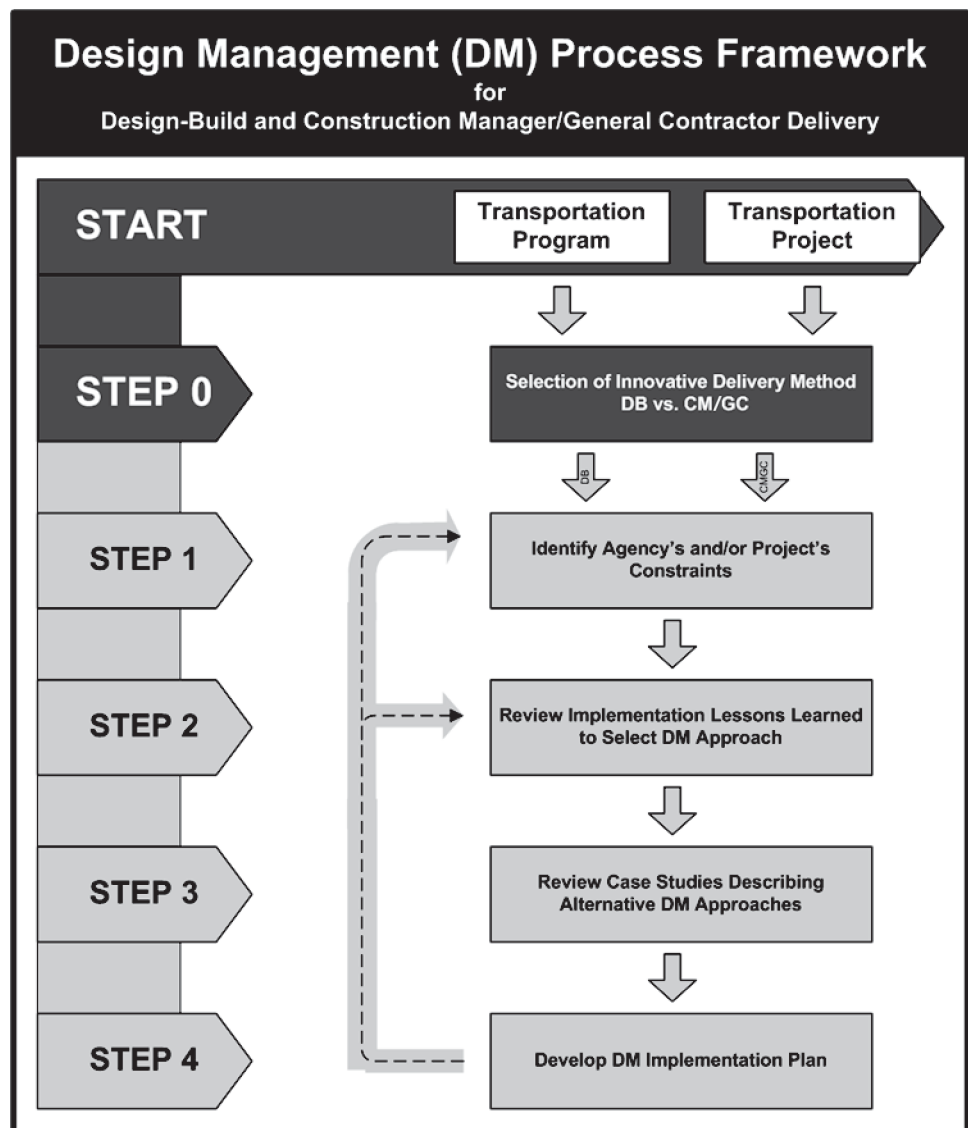 Design Management (DM) Process Framework
for
Design-Build and Construction Manager/General Contractor Delivery
START
Transportation
Program
Transportation
Project
STEP 0
Selection of Innovative Delivery Method
DB vs. CM/GC
DB
CMGC
STEP 1
Identify Agency's and/or Project's
Constraints
STEP 2
Review Implementation Lessons Learned
to Select DM Approach
STEP 3
Review Case Studies Describing
Alternative DM Approaches
STEP 4
Develop DM Implementation Plan